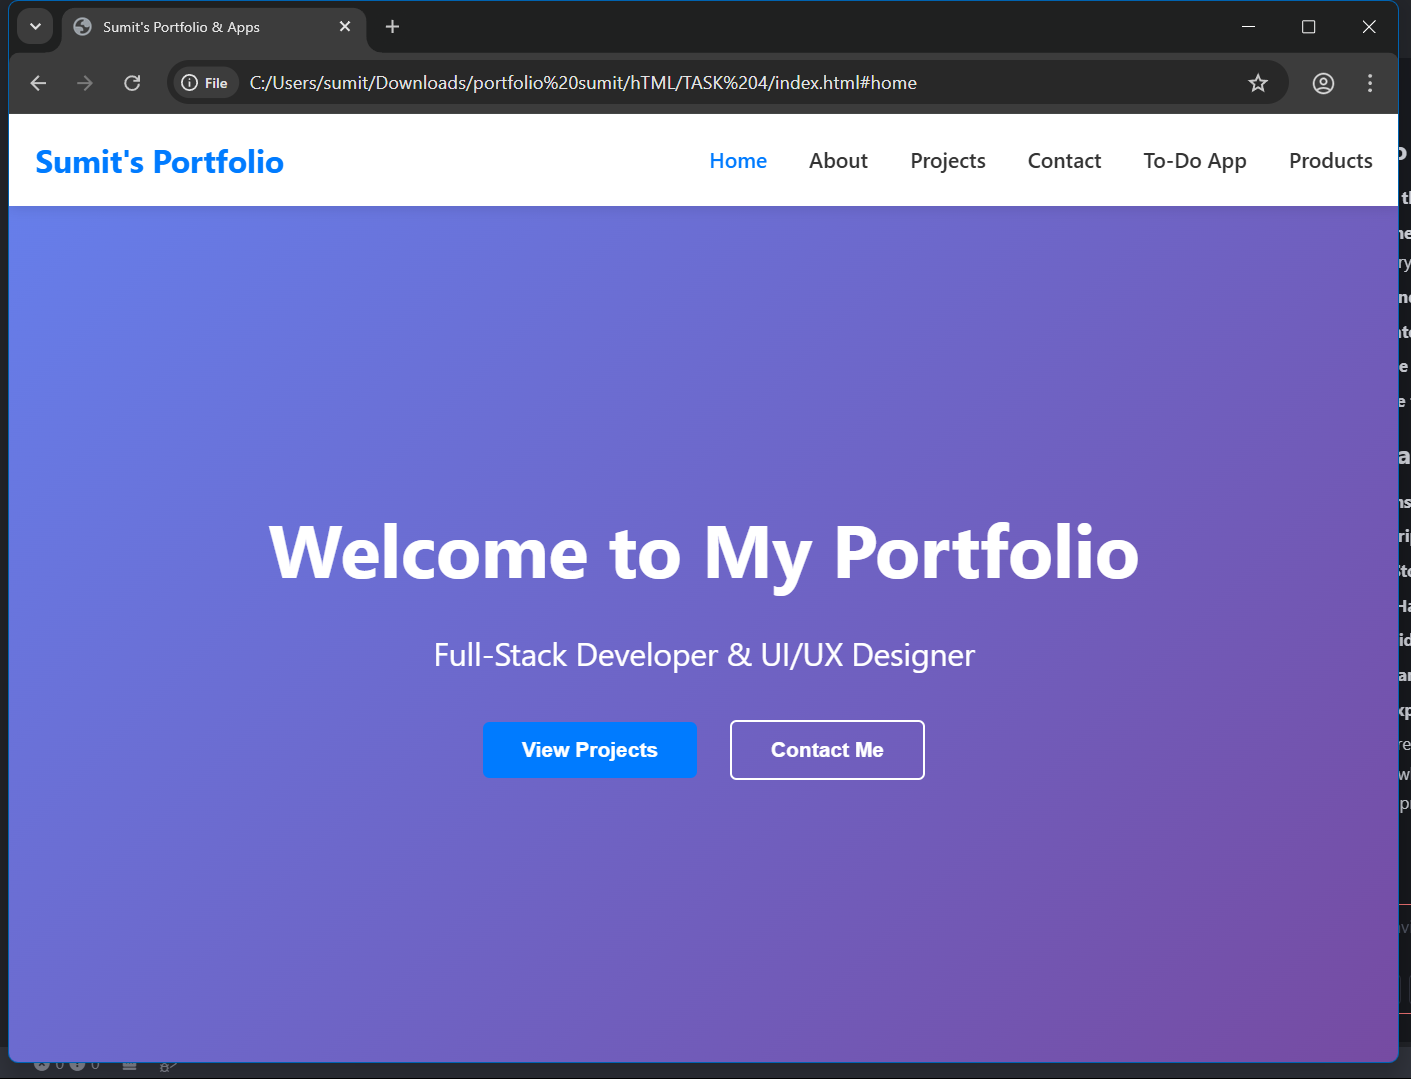 Sumit's Portfolio & Apps
File C:/Users/sumit/Downloads/portfolio%20sumit/hTML/TASK%204/index.html#home
Sumit's Portfolio
Home About Projects Contact To-Do App Products
Welcome to My Portfolio
Full-Stack Developer & UI/UX Designer
View Projects Contact Me
0 0